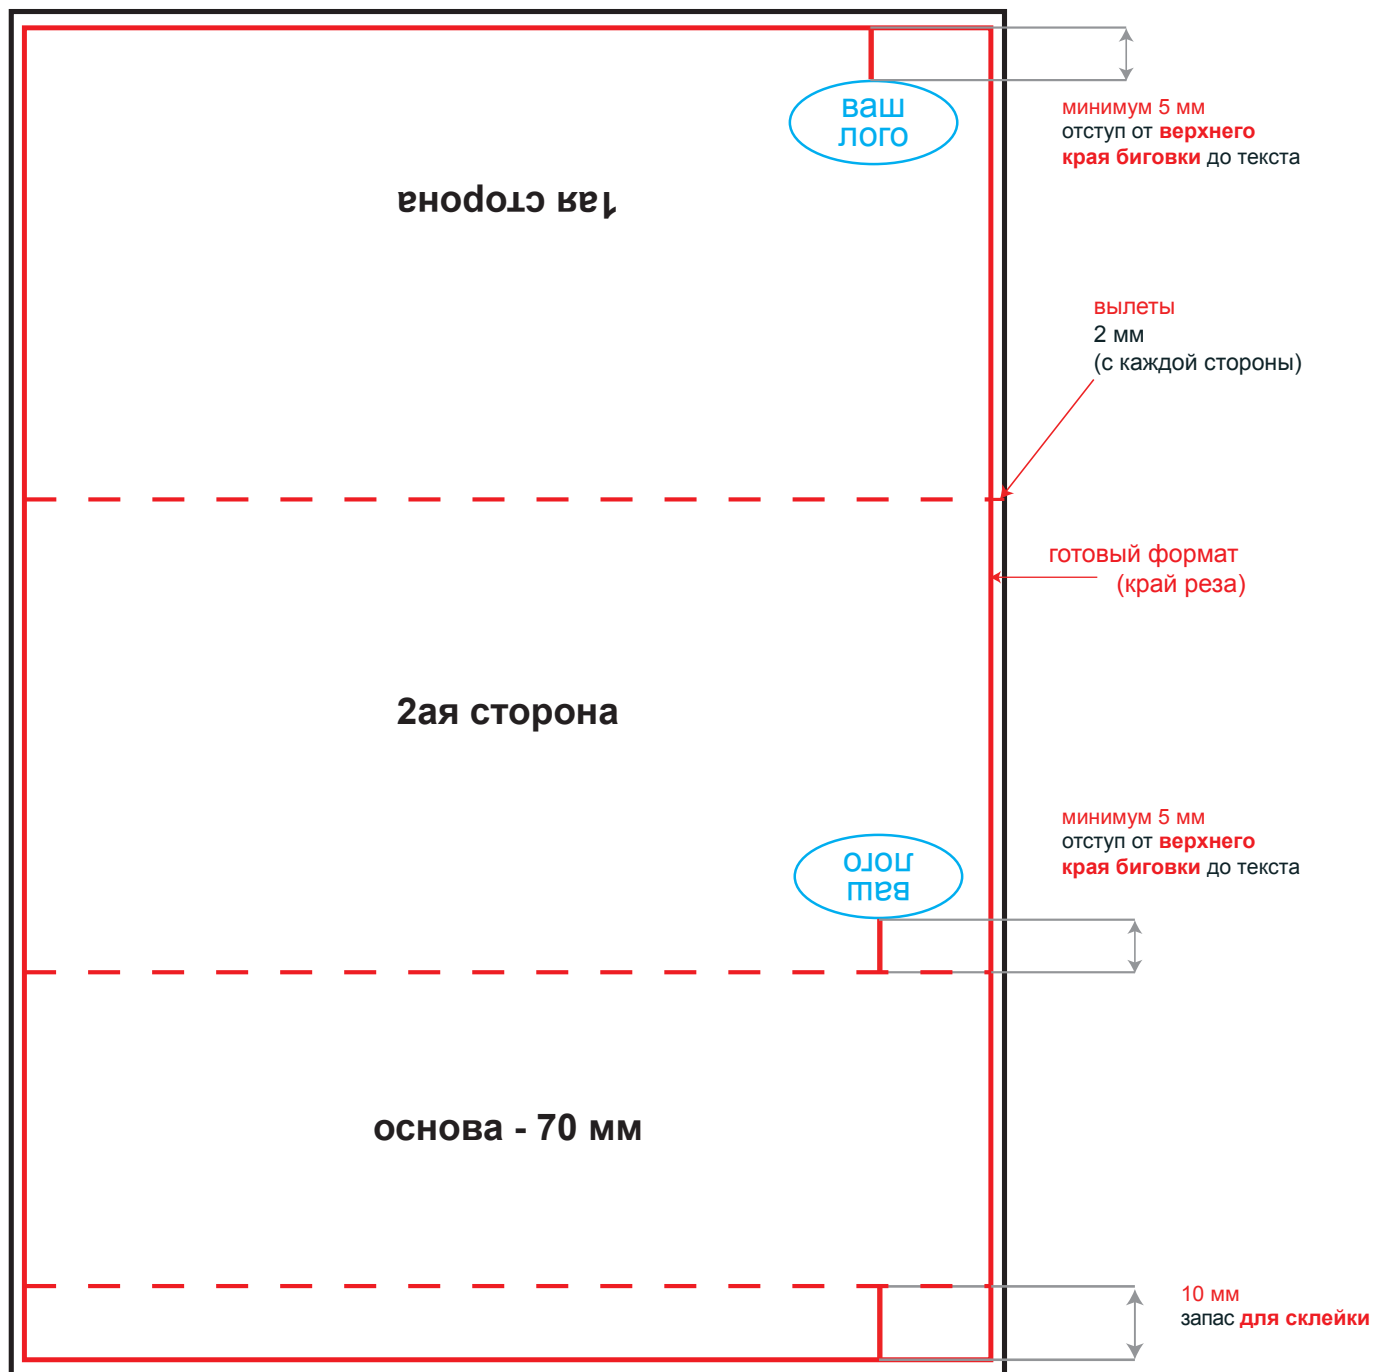 ваш
лого
минимум 5 мм
отступ от верхнего
края биговки до текста
1ая сторона
вылеты
2 мм
(с каждой стороны)
готовый формат
(край реза)
2ая сторона
минимум 5 мм
отступ от верхнего
края биговки до текста
ваш
лого
основа - 70 мм
10 мм
запас для склейки